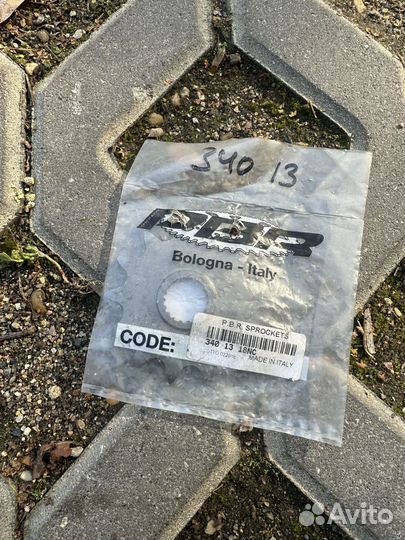 340 13
PBR
Bologna - Italy
CODE:
P.B.R. SPROCKETS
340 13 18NC
MADE IN ITALY
Avito